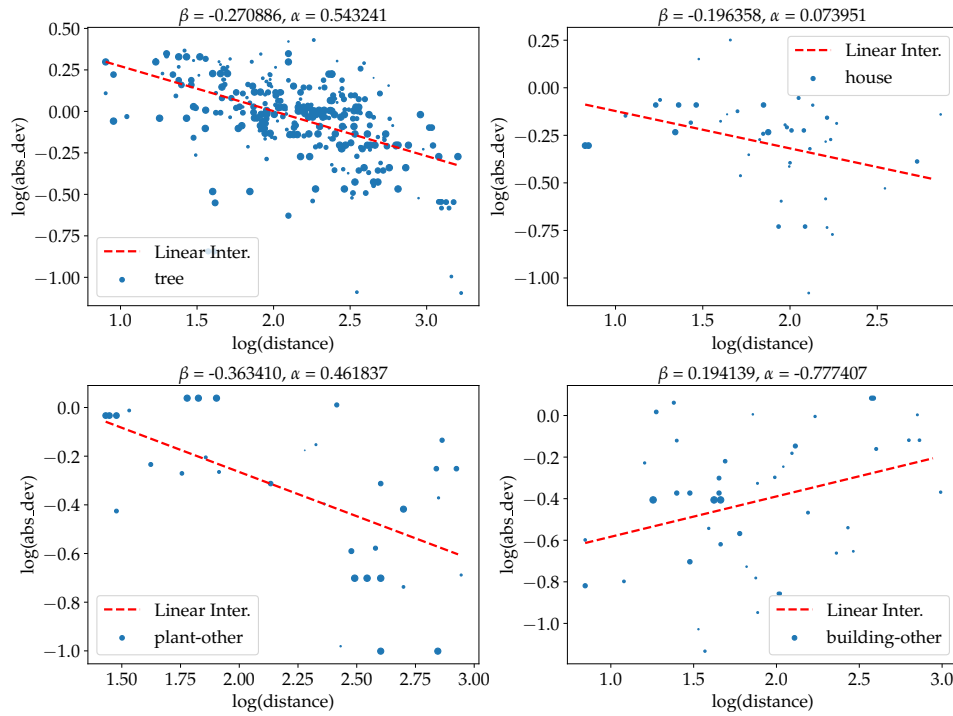 β = -0.270886, α = 0.543241
0.50
0.25
0.00
−0.25
−0.50
−0.75
−1.00
log(abs_dev)
Linear Inter.
tree
1.0 1.5 2.0 2.5 3.0
log(distance)
β = -0.196358, α = 0.073951
0.25
0.00
−0.25
−0.50
−0.75
−1.00
log(abs_dev)
Linear Inter.
house
1.0 1.5 2.0 2.5
log(distance)
β = -0.363410, α = 0.461837
0.0
−0.2
−0.4
−0.6
−0.8
−1.0
log(abs_dev)
Linear Inter.
plant-other
1.50 1.75 2.00 2.25 2.50 2.75 3.00
log(distance)
β = 0.194139, α = -0.777407
0.0
−0.2
−0.4
−0.6
−0.8
−1.0
log(abs_dev)
Linear Inter.
building-other
1.0 1.5 2.0 2.5 3.0
log(distance)